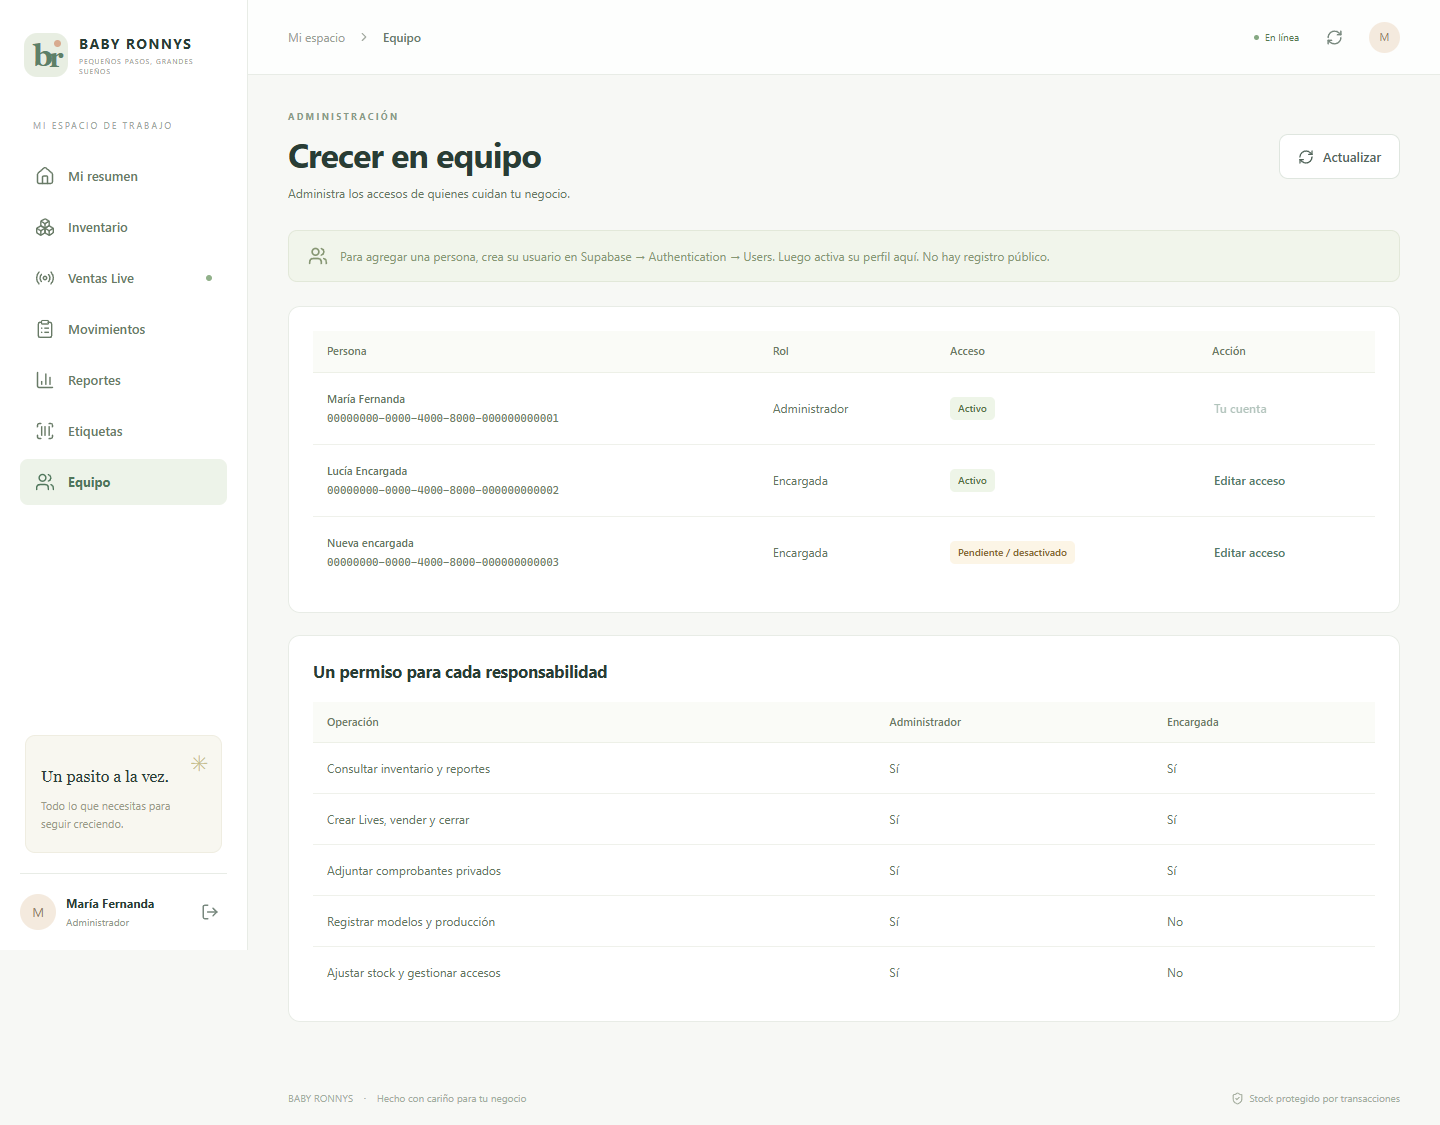 br
BABY RONNYS
PEQUEÑOS PASOS, GRANDES
SUEÑOS
MI ESPACIO DE TRABAJO
Mi resumen
Inventario
Ventas Live
Movimientos
Reportes
Etiquetas
Equipo
Un pasito a la vez.
Todo lo que necesitas para
seguir creciendo.
M
María Fernanda
Administrador
Mi espacio > Equipo
En línea
M
ADMINISTRACIÓN
Crecer en equipo
Administra los accesos de quienes cuidan tu negocio.
Actualizar
Para agregar una persona, crea su usuario en Supabase → Authentication → Users. Luego activa su perfil aquí. No hay registro público.
Persona Rol Acceso Acción
María Fernanda
00000000-0000-4000-8000-000000000001
Administrador Activo Tu cuenta
Lucía Encargada
00000000-0000-4000-8000-000000000002
Encargada Activo Editar acceso
Nueva encargada
00000000-0000-4000-8000-000000000003
Encargada Pendiente / desactivado Editar acceso
Un permiso para cada responsabilidad
Operación Administrador Encargada
Consultar inventario y reportes Sí Sí
Crear Lives, vender y cerrar Sí Sí
Adjuntar comprobantes privados Sí Sí
Registrar modelos y producción Sí No
Ajustar stock y gestionar accesos Sí No
BABY RONNYS · Hecho con cariño para tu negocio
Stock protegido por transacciones